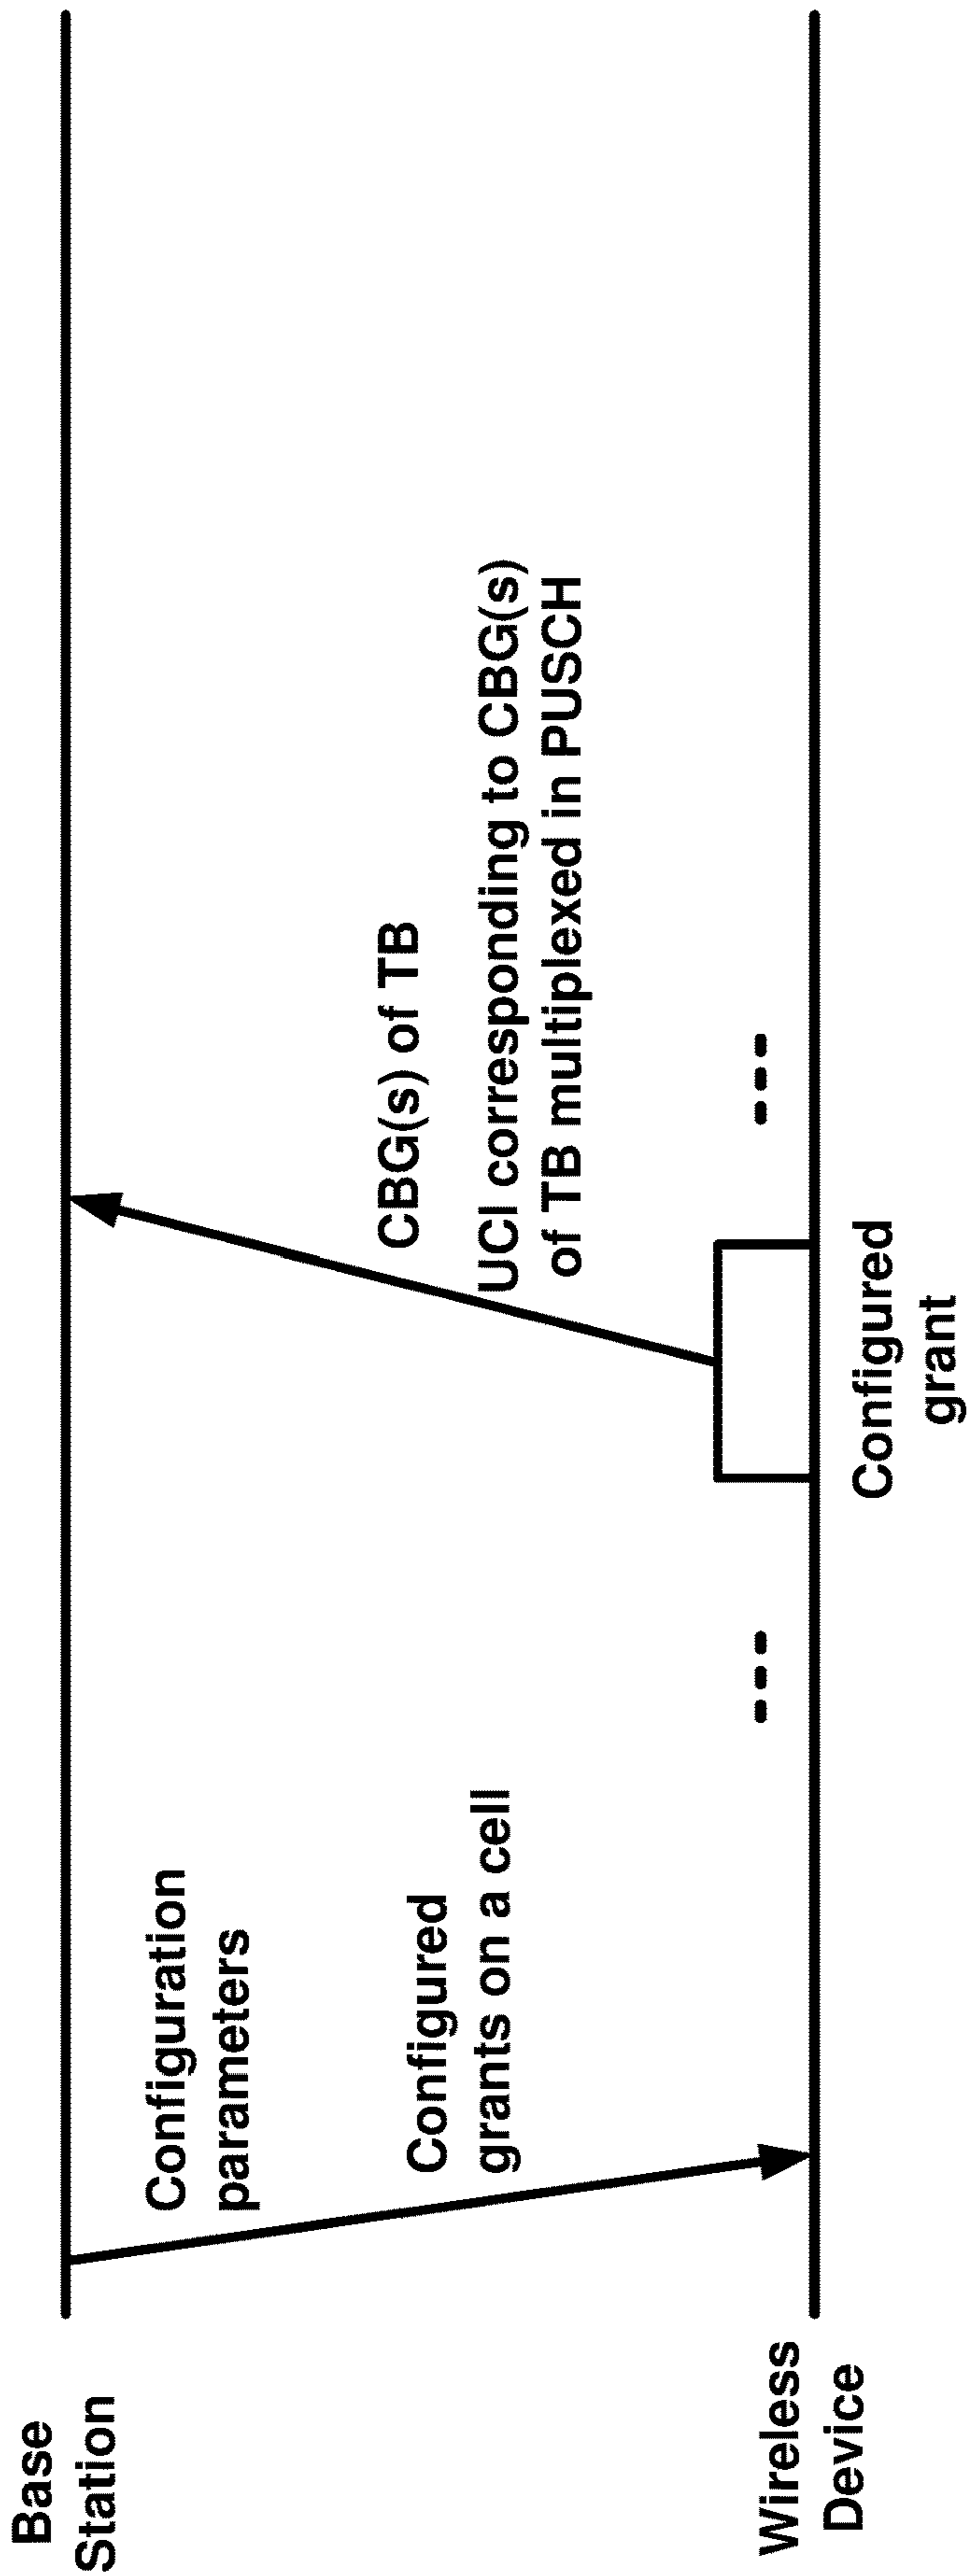 Base
Station
Configuration
parameters
Configured
grants on a cell
CBG(s) of TB
UCI corresponding to CBG(s)
of TB multiplexed in PUSCH
Wireless
Device
Configured
grant